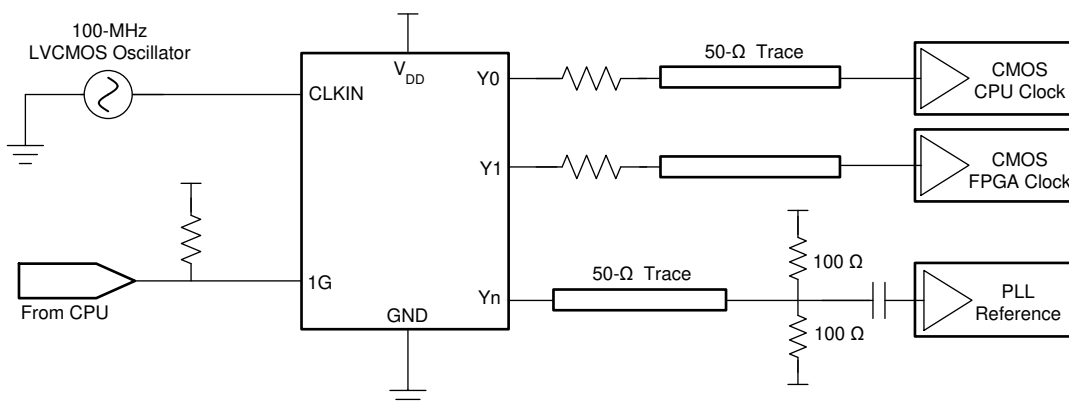 100-MHz
LVCMOS Oscillator
VDD
CLKIN
Y0
50-Ω Trace
CMOS
CPU Clock
Y1
CMOS
FPGA Clock
1G
From CPU
GND
Yn
50-Ω Trace
100 Ω
100 Ω
PLL
Reference